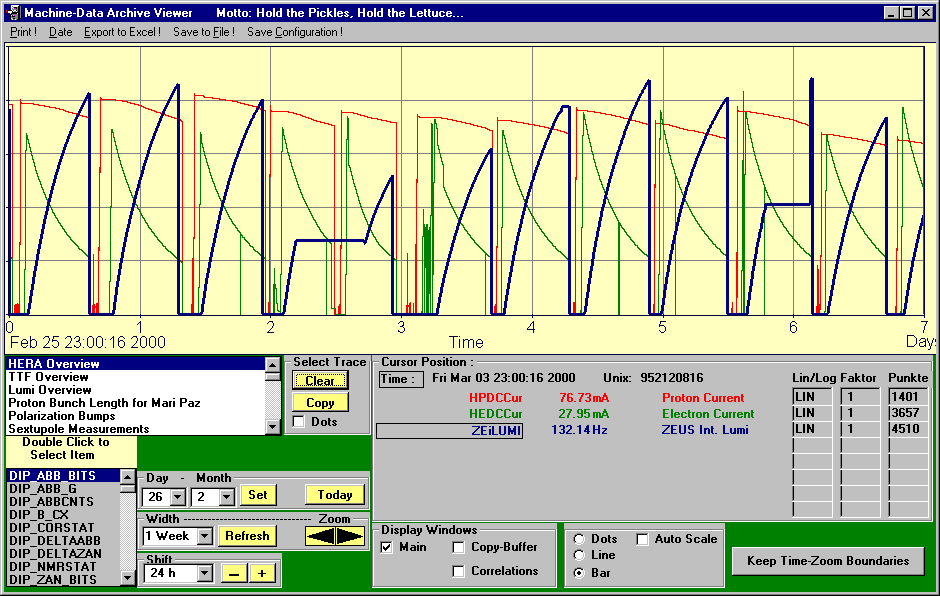 Machine-Data Archive Viewer Motto: Hold the Pickles, Hold the Lettuce...
Print ! Date Export to Excel ! Save to File ! Save Configuration !
0 1 2 3 4 5 6 7
Feb 25 23:00:16 2000 Time Days
HERA Overview
TTF Overview
Lumi Overview
Proton Bunch Length for Mari Paz
Polarization Bumps
Sextupole Measurements
Double Click to
Select Item
DIP_ABB_BITS
DIP_ABB_G
DIP_ABBCNTS
DIP_B_CX
DIP_CORSTAT
DIP_DELTAABB
DIP_DELTAZAN
DIP_NMRSTAT
DIP_ZAN_BITS
Select Trace
Clear
Copy
Dots
Day - Month
26 2 Set Today
Width Zoom
1 Week Refresh
Shift
24 h - +
Cursor Position :
Time : Fri Mar 03 23:00:16 2000 Unix: 952120816 Lin/Log Faktor Punkte
HPDCCur 76.73mA Proton Current LIN 1 1401
HEDCCur 27.95mA Electron Current LIN 1 3657
ZEiLUMI 132.14Hz ZEUS Int. Lumi LIN 1 4510
Display Windows
Main Copy-Buffer
Correlations
Dots Auto Scale
Line
Bar
Keep Time-Zoom Boundaries